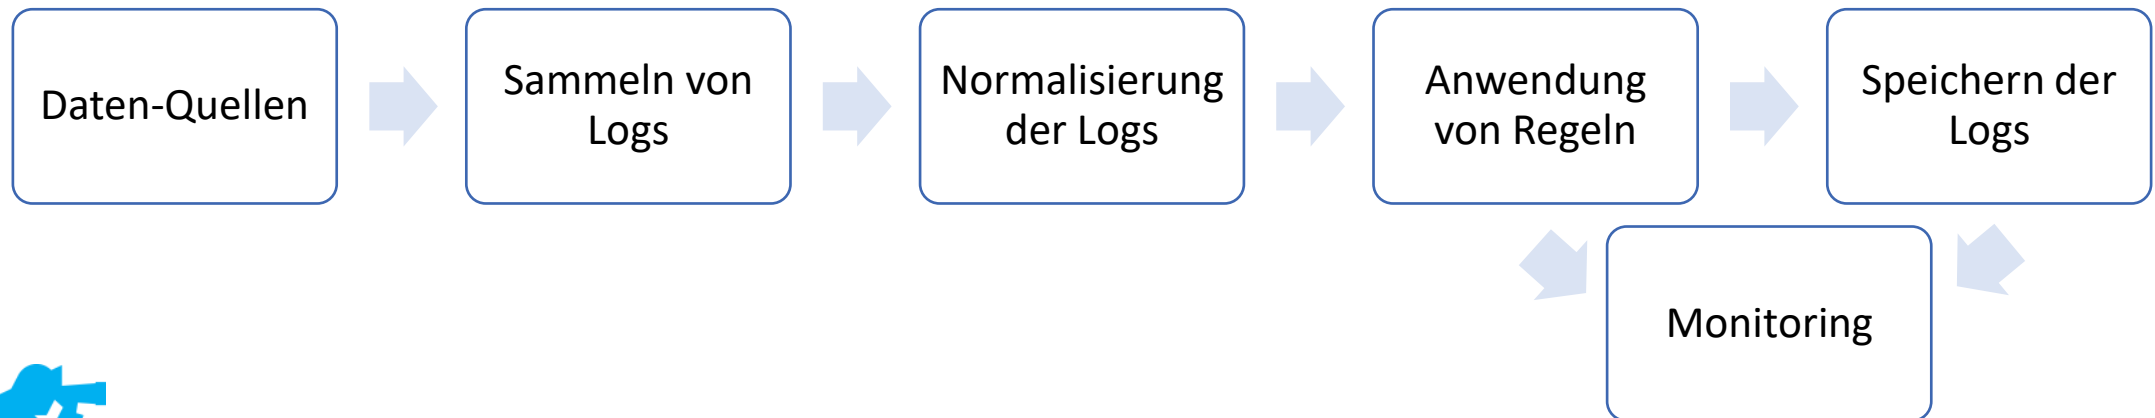 Daten-Quellen
Sammeln von
Logs
Normalisierung
der Logs
Anwendung
von Regeln
Speichern der
Logs
Monitoring